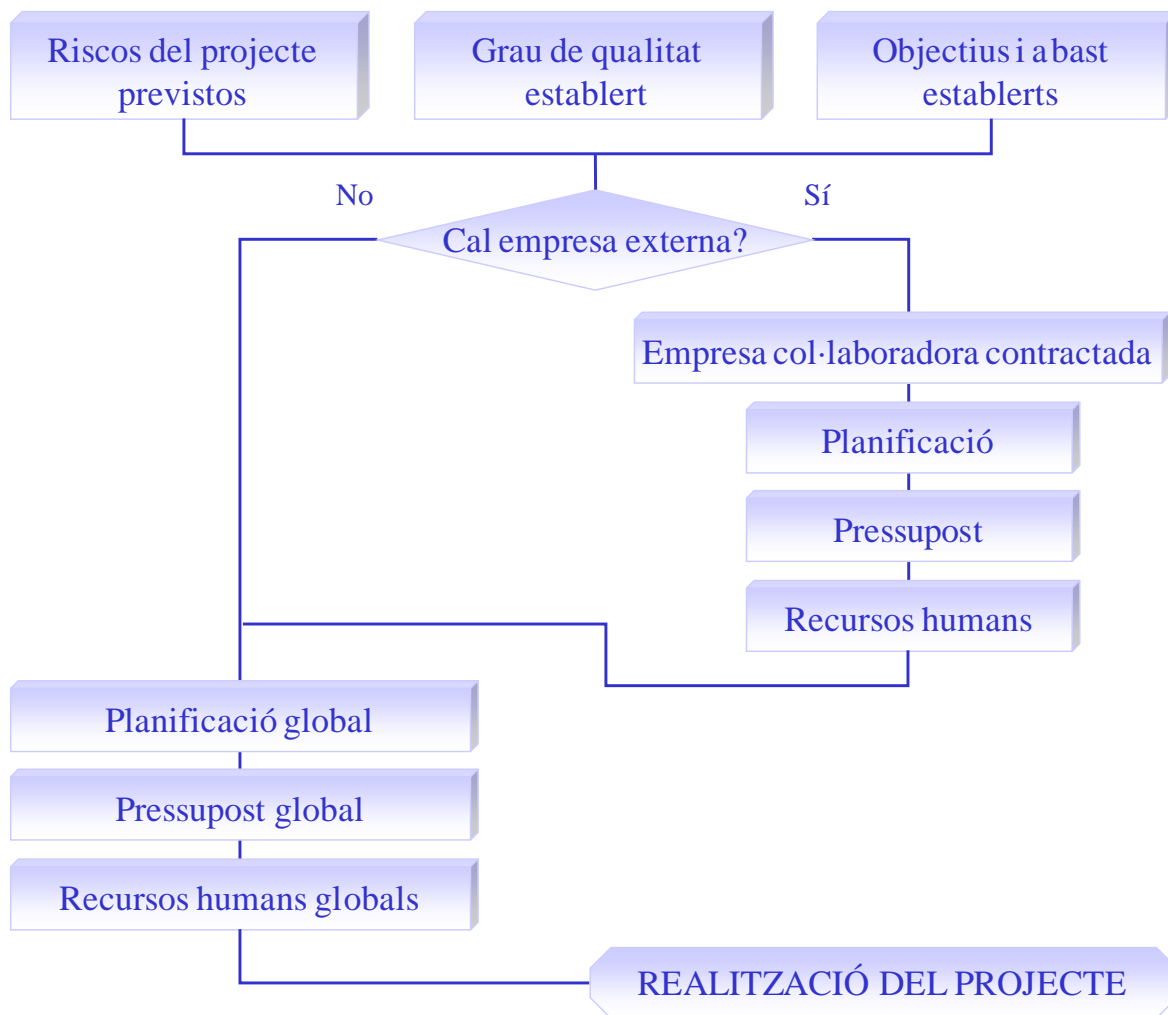 Riscos del projecte
previstos
Grau de qualitat
establert
Objectius i abast
establerts
No
Sí
Cal empresa externa?
Empresa col·laboradora contractada
Planificació
Pressupost
Recursos humans
Planificació global
Pressupost global
Recursos humans globals
REALITZACIÓ DEL PROJECTE